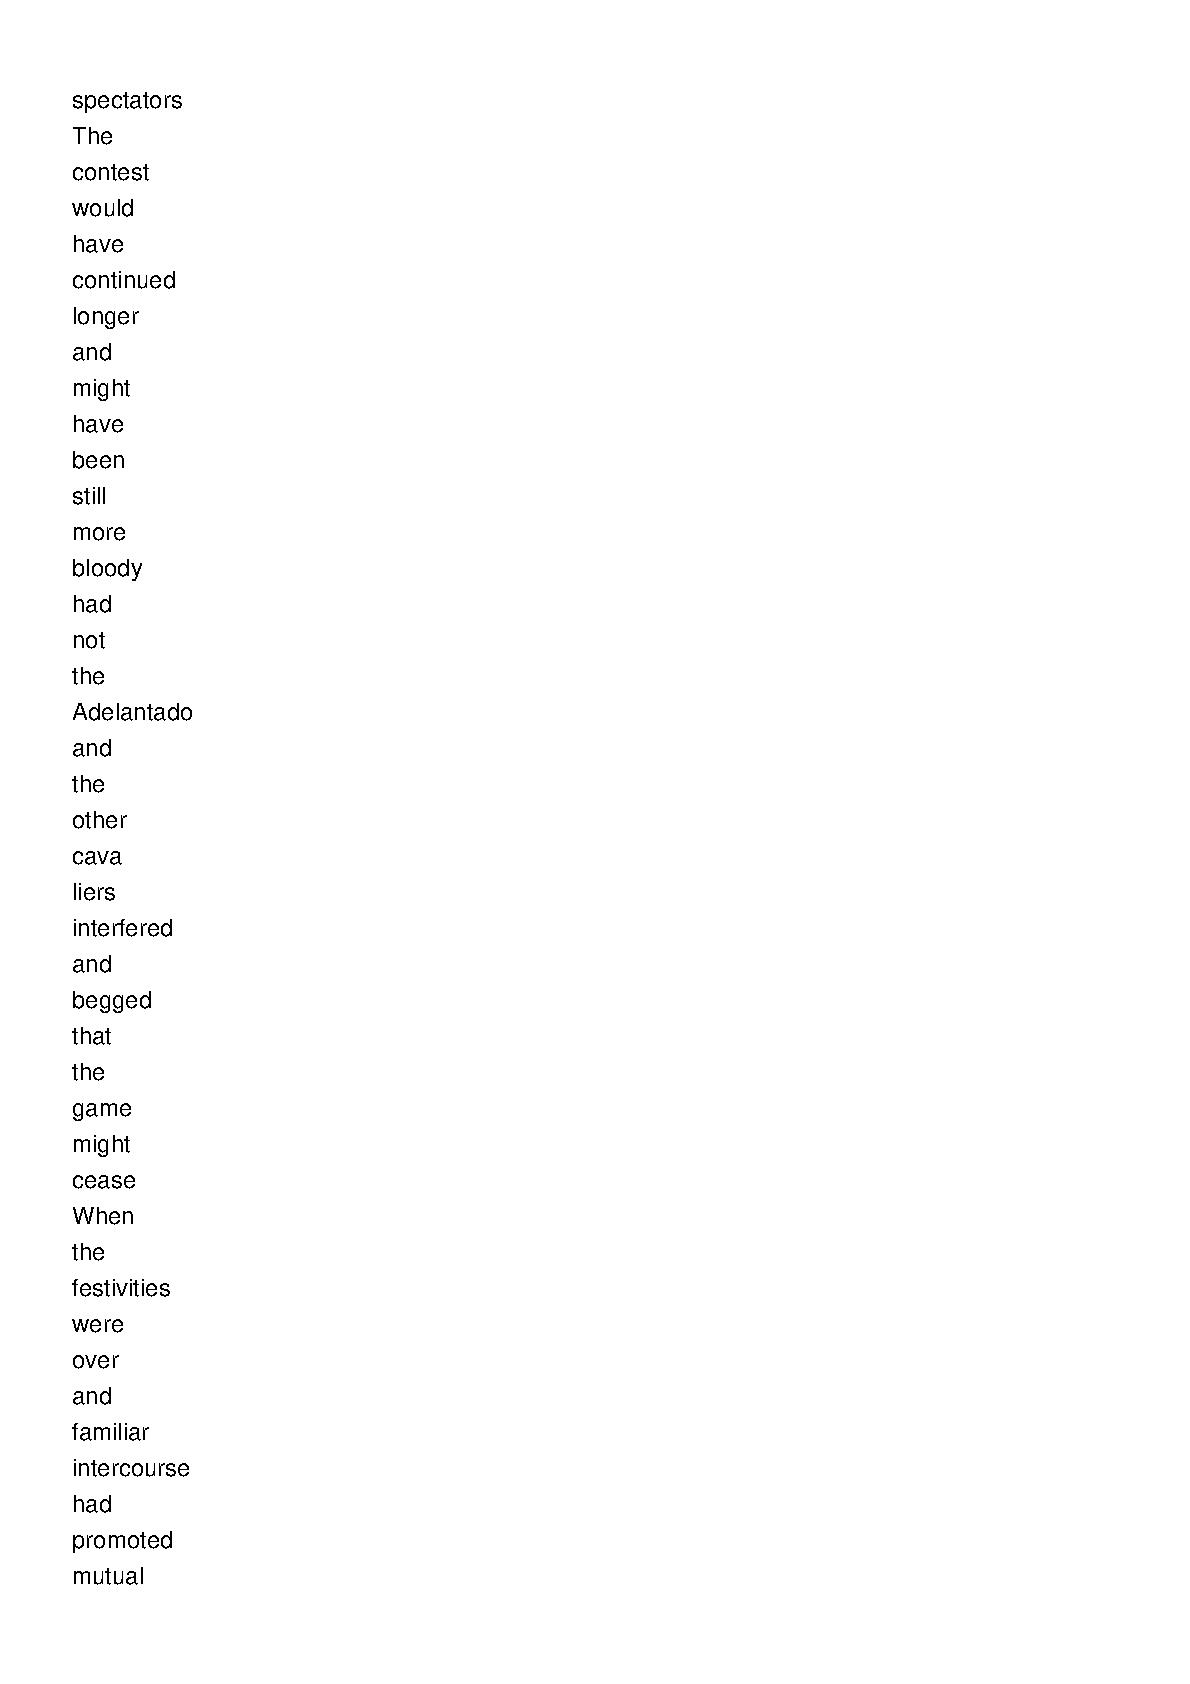 spectators
The
contest
would
have
continued
longer
and
might
have
been
still
more
bloody
had
not
the
Adelantado
and
the
other
cava
liers
interfered
and
begged
that
the
game
might
cease
When
the
festivities
were
over
and
familiar
intercourse
had
promoted
mutual